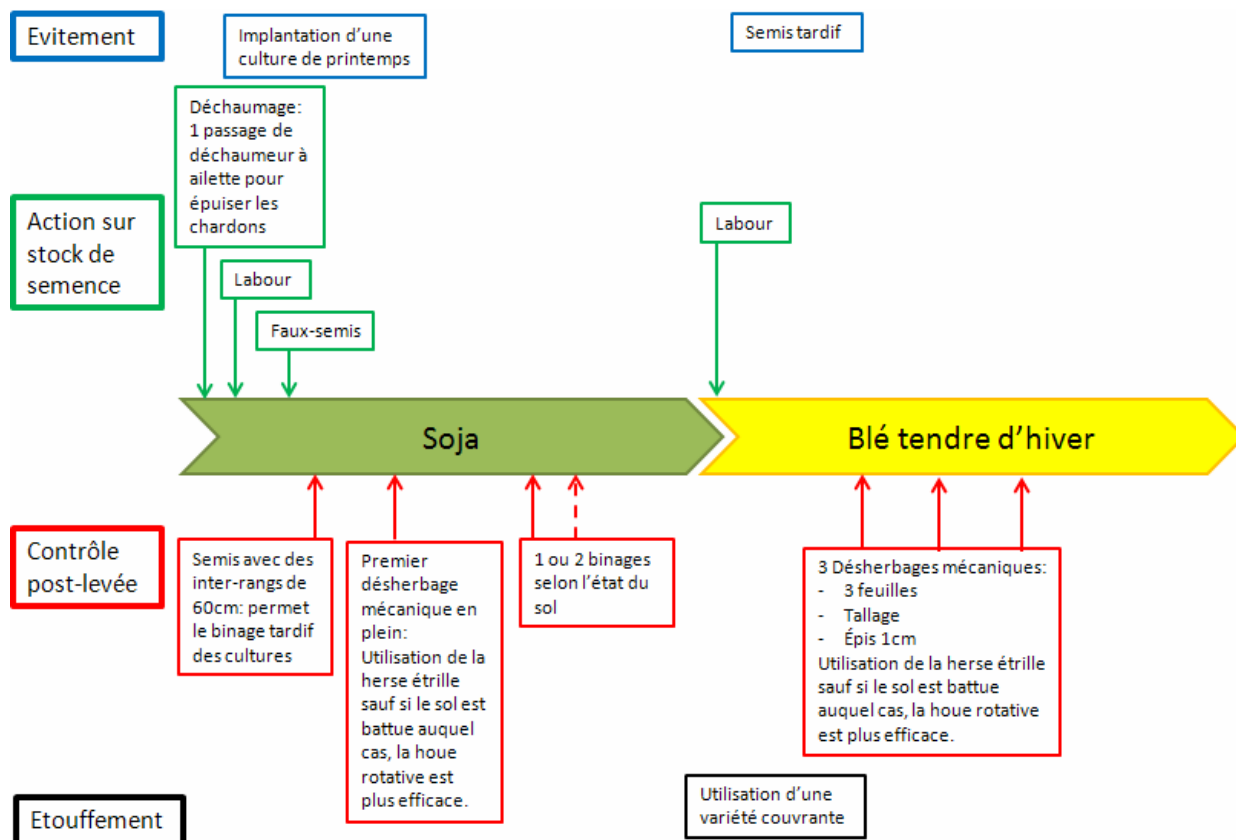 Evitement
Implantation d'une
culture de printemps
Semis tardif
Déchaumage:
1 passage de
déchaumeur à
ailette pour
épuiser les
chardons
Action sur
stock de
semence
Labour
Faux-semis
Labour
Soja
Blé tendre d'hiver
Contrôle
post-levée
Semis avec des
inter-rangs de
60cm: permet
le binage tardif
des cultures
Premier
désherbage
mécanique en
plein:
Utilisation de la
herse étrille
sauf si le sol est
battue auquel
cas, la houe
rotative est
plus efficace.
1 ou 2 binages
selon l'état du
sol
3 Désherbages mécaniques:
- 3 feuilles
- Tallage
- Épis 1cm
Utilisation de la herse étrille
sauf si le sol est battue
auquel cas, la houe rotative
est plus efficace.
Etouffement
Utilisation d'une
variété couvrante